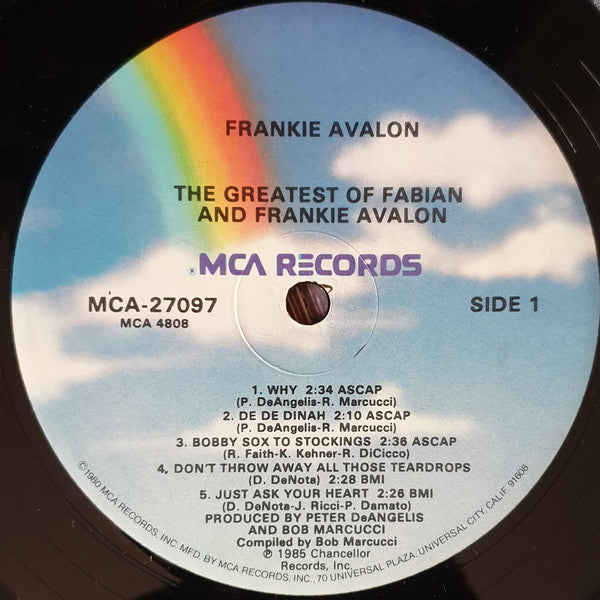 FRANKIE AVALON
THE GREATEST OF FABIAN
AND FRANKIE AVALON
®MCA RECORDS
MCA-27097
MCA 4808
SIDE 1
1. WHY 2:34 ASCAP
(P. DeAngelis-R. Marcucci)
2. DE DE DINAH 2:10 ASCAP
(P. DeAngelis-R. Marcucci)
3. BOBBY SOX TO STOCKINGS 2:36 ASCAP
(R. Faith-K. Kehner-R. DiCicco)
4. DON'T THROW AWAY ALL THOSE TEARDROPS
(D. DeNota) 2:28 BMI
5. JUST ASK YOUR HEART 2:26 BMI
(D. DeNota-J. Ricci-P. Damato)
PRODUCED BY PETER DeANGELIS
AND BOB MARCUCCI
Compiled by Bob Marcucci
℗ 1985 Chancellor
Records, Inc.
©1980 MCA RECORDS, INC. MFD. BY MCA RECORDS, INC., 70 UNIVERSAL PLAZA, UNIVERSAL CITY, CALIF. 91608